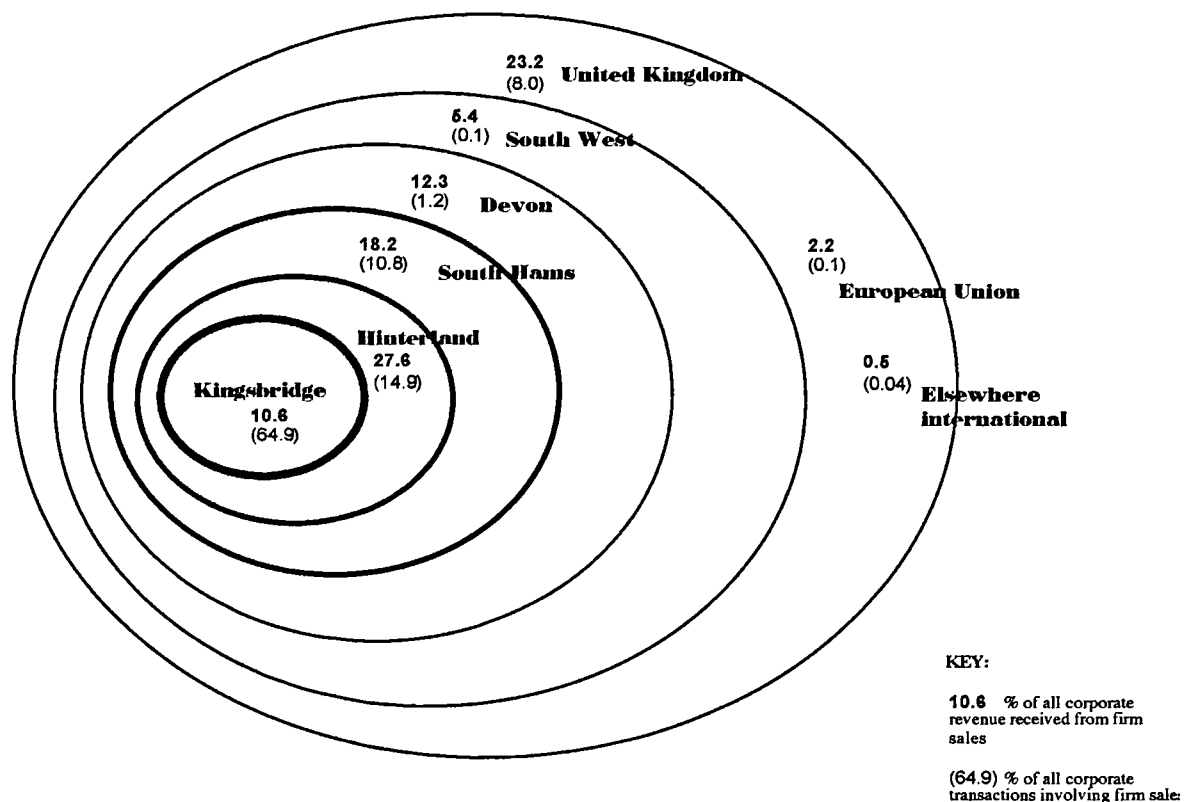 23.2
(8.0)
United Kingdom
5.4
(0.1)
South West
12.3
(1.2)
Devon
18.2
(10.8)
South Hams
2.2
(0.1)
European Union
Hinterland
27.6
(14.9)
0.5
(0.04)
Elsewhere
international
Kingsbridge
10.6
(64.9)
KEY:
10.6 % of all corporate
revenue received from firm
sales
(64.9) % of all corporate
transactions involving firm sales